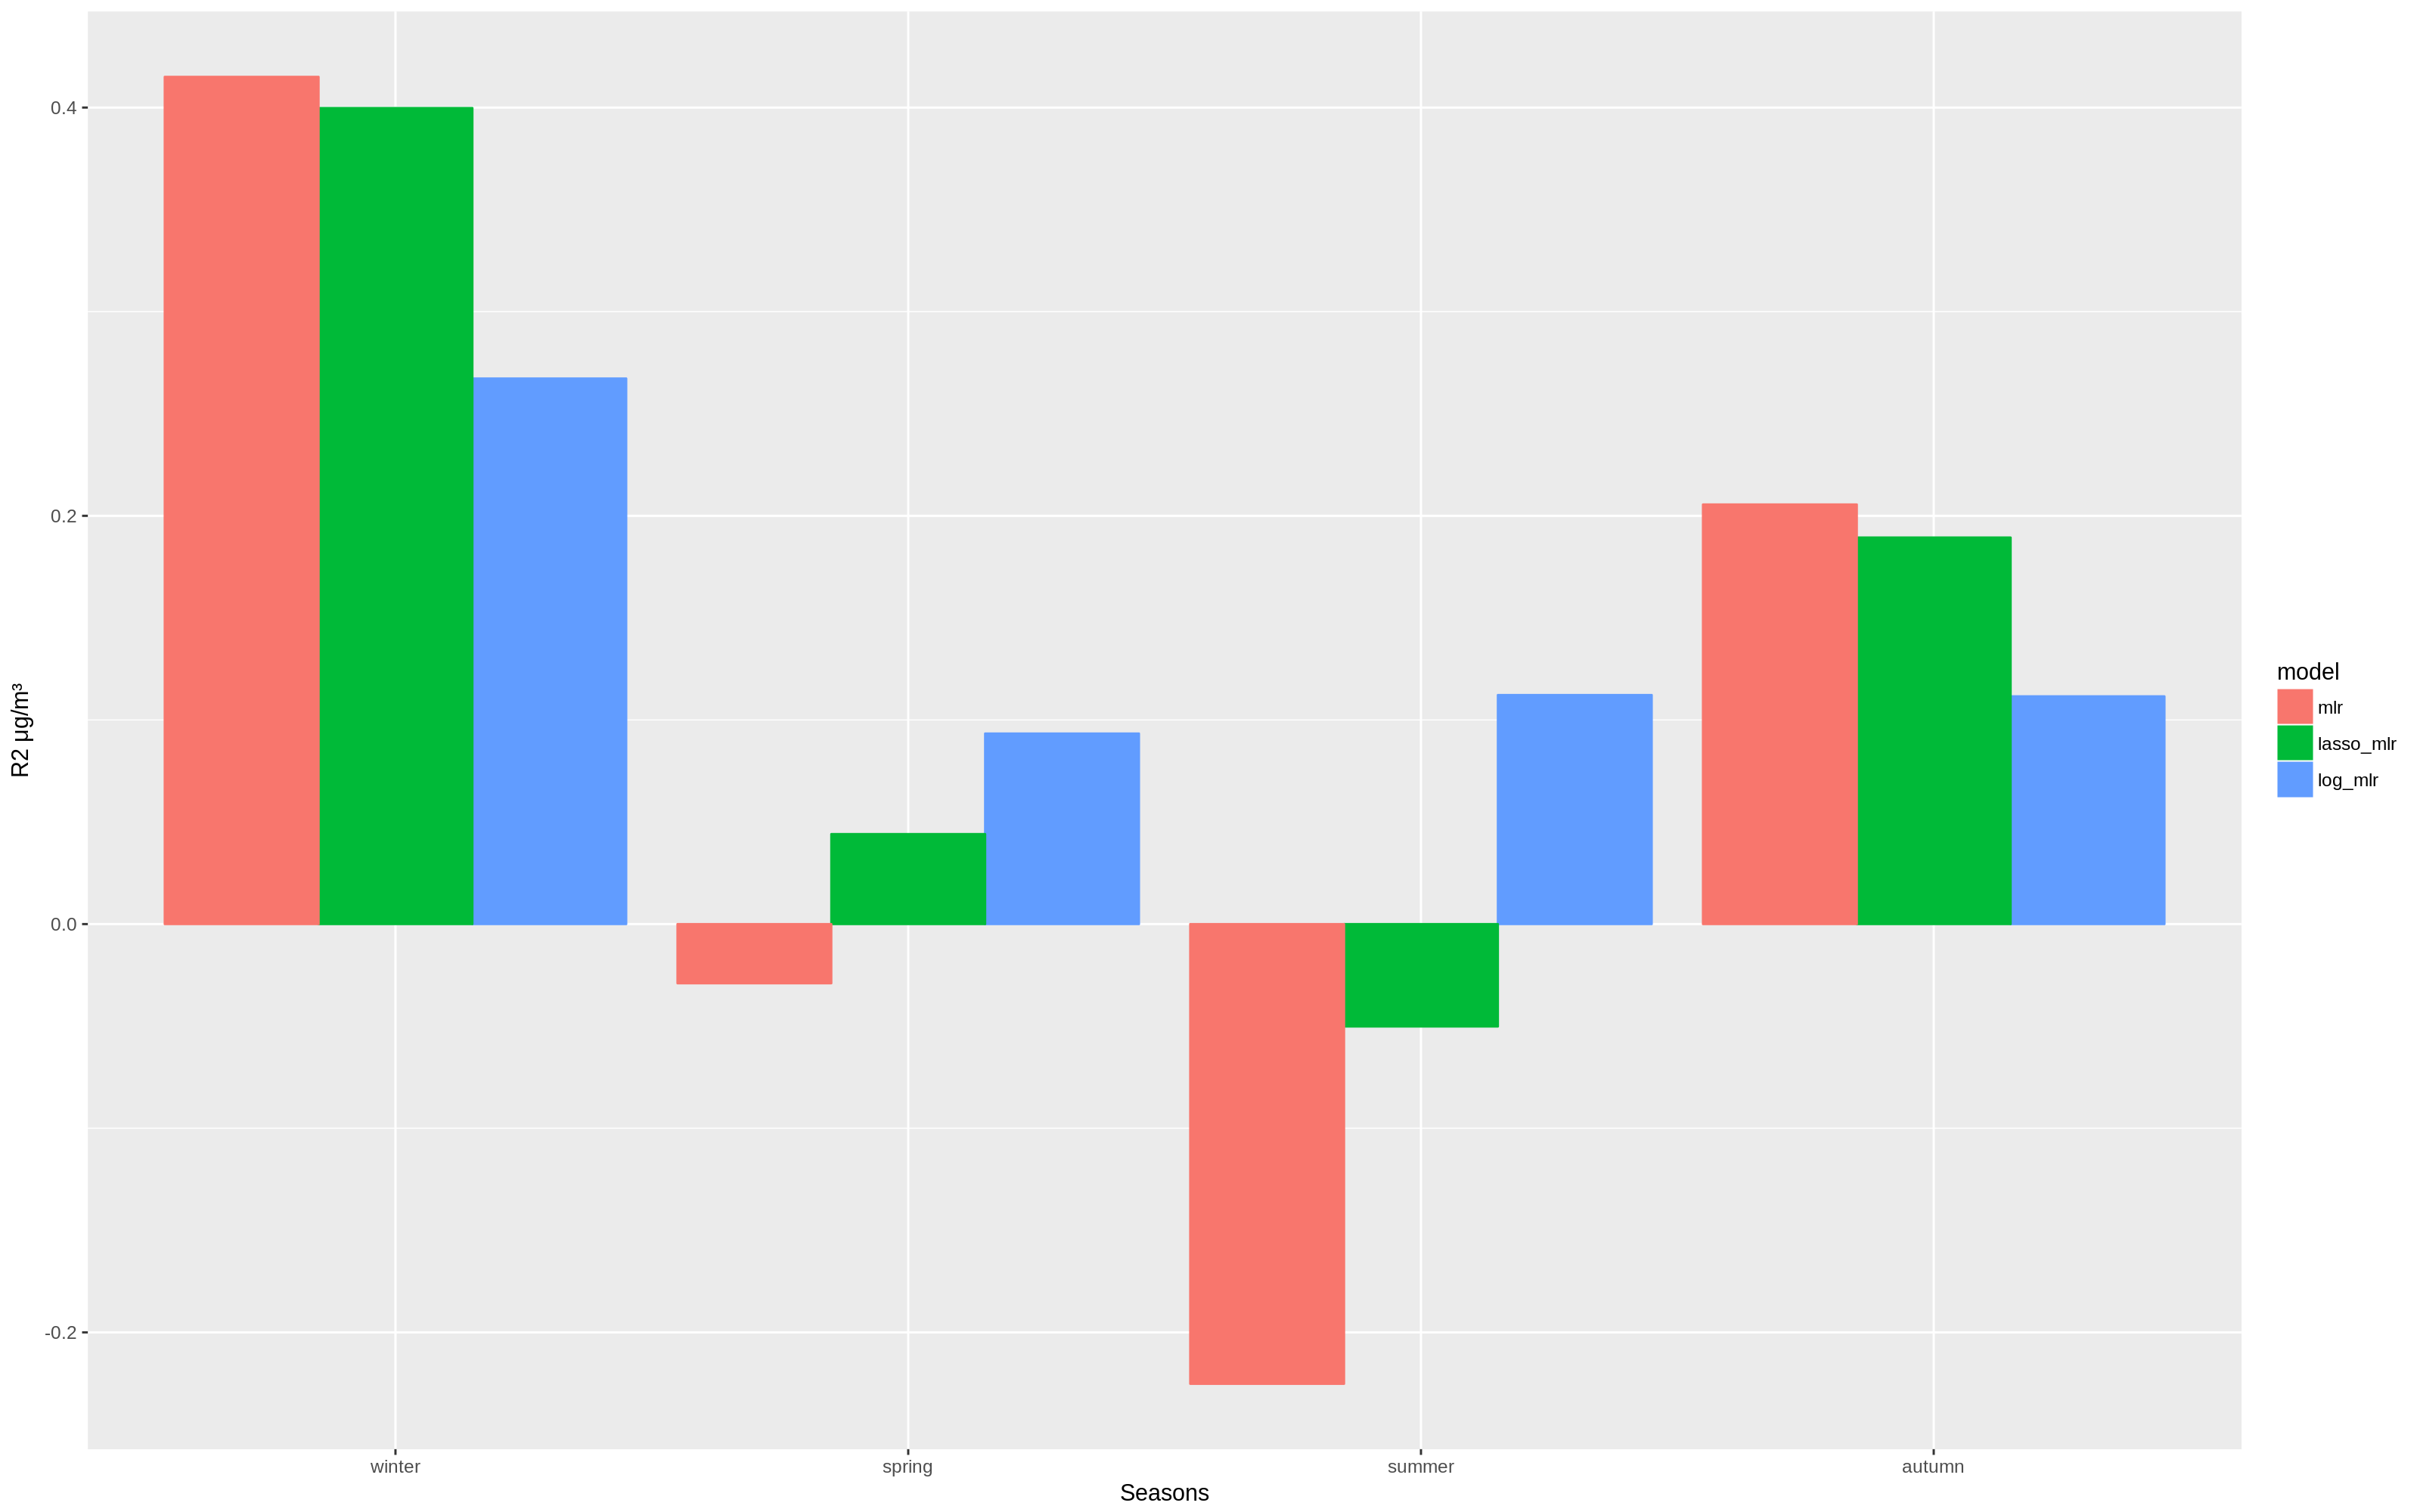 R2 μg/m³
0.4
0.2
0.0
-0.2
winter
spring
summer
autumn
Seasons
model
mlr
lasso_mlr
log_mlr